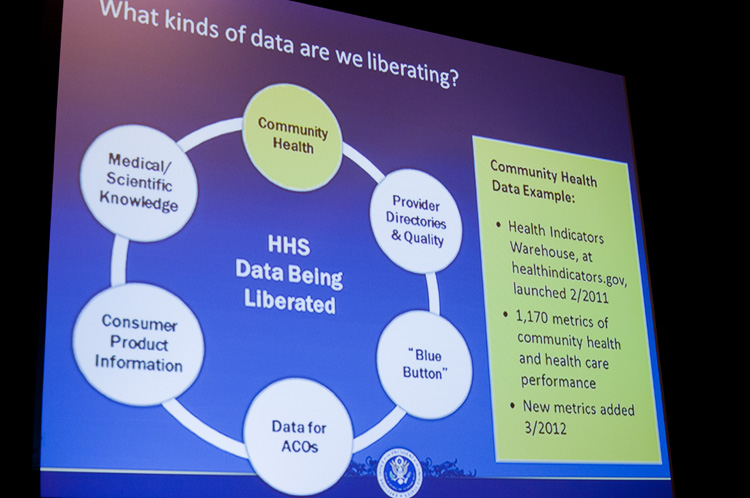 What kinds of data are we liberating?
Community
Health
Provider
Directories
& Quality
"Blue
Button"
Data for
ACOs
Consumer
Product
Information
Medical/
Scientific
Knowledge
HHS
Data Being
Liberated
Community Health
Data Example:
• Health Indicators
Warehouse, at
healthindicators.gov,
launched 2/2011
• 1,170 metrics of
community health
and health care
performance
• New metrics added
3/2012